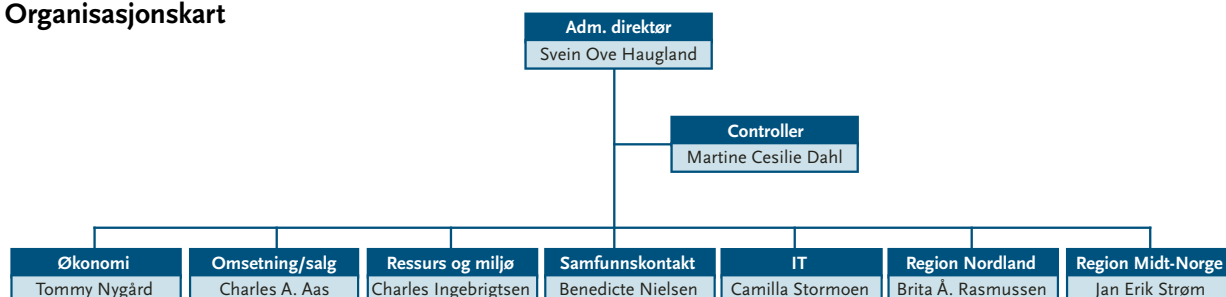 Organisasjonskart
Adm. direktør
Svein Ove Haugland
Controller
Martine Cesilie Dahl
Økonomi
Tommy Nygård
Omsetning/salg
Charles A. Aas
Ressurs og miljø
Charles Ingebrigtsen
Samfunnskontakt
Benedicte Nielsen
IT
Camilla Stormoen
Region Nordland
Brita Å. Rasmussen
Region Midt-Norge
Jan Erik Strøm